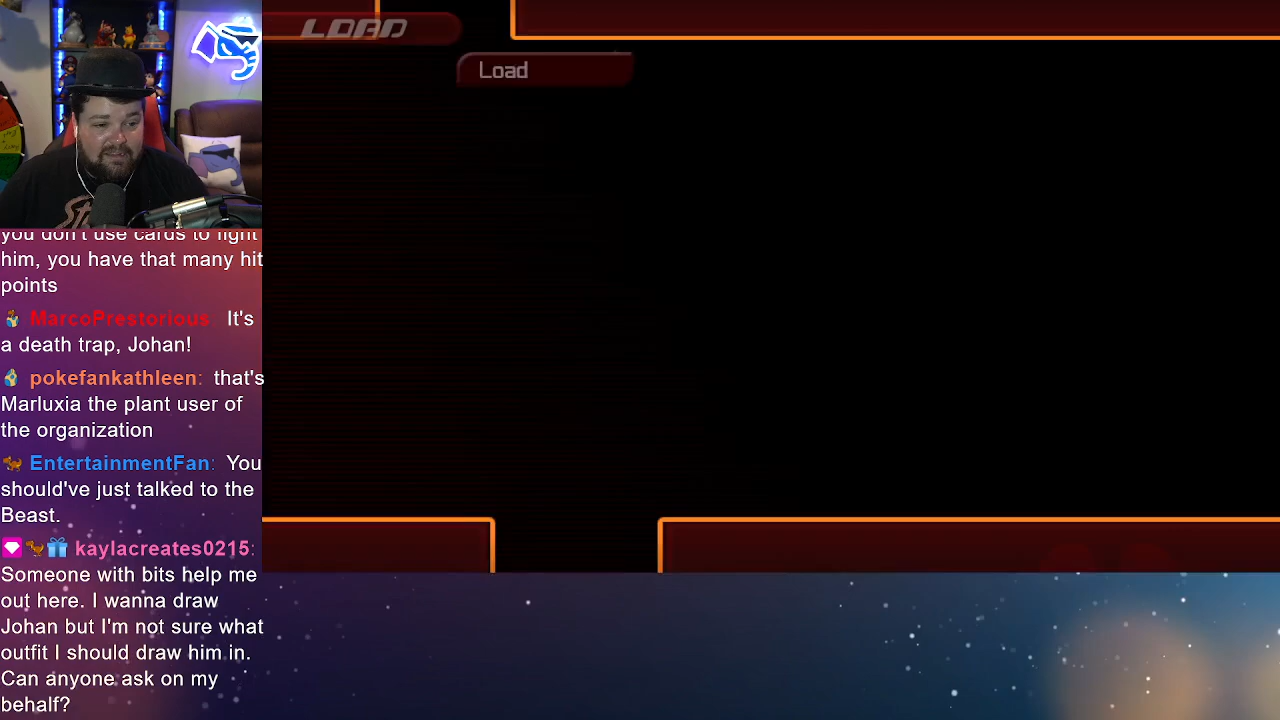 LOAD
Load
you don't use cards to fight
him, you have that many hit
points
MarcoPrestorious: It's
a death trap, Johan!
pokefankathleen: that's
Marluxia the plant user of
the organization
EntertainmentFan: You
should've just talked to the
Beast.
kaylacreates0215:
Someone with bits help me
out here. I wanna draw
Johan but I'm not sure what
outfit I should draw him in.
Can anyone ask on my
behalf?